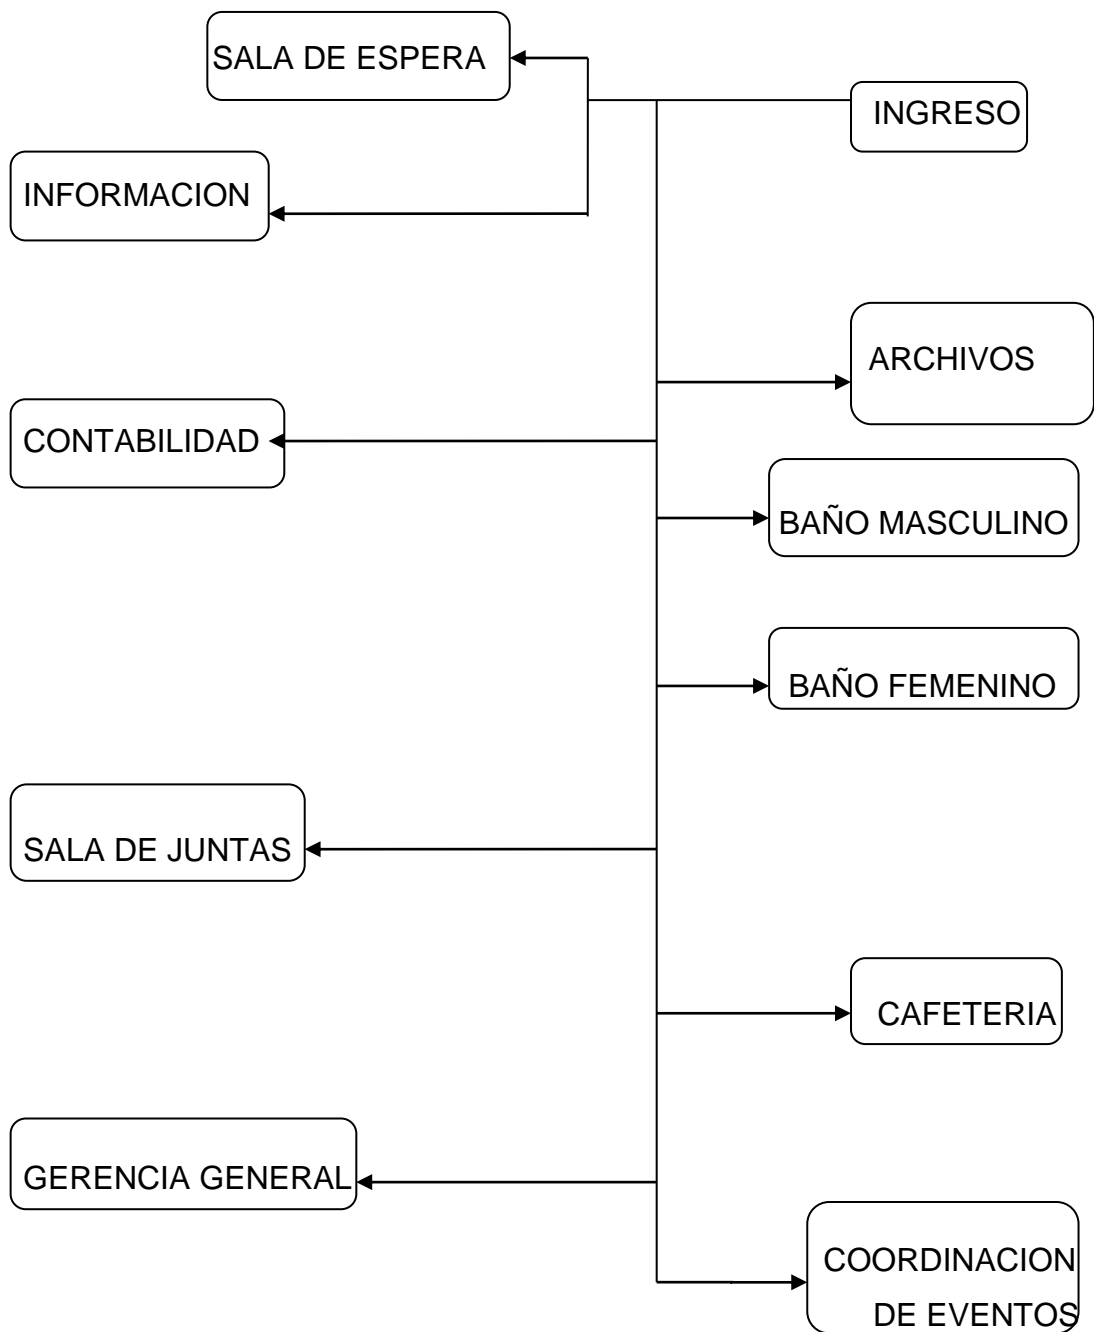 SALA DE ESPERA
INGRESO
INFORMACION
ARCHIVOS
CONTABILIDAD
BAÑO MASCULINO
BAÑO FEMENINO
SALA DE JUNTAS
CAFETERIA
GERENCIA GENERAL
COORDINACION
DE EVENTOS